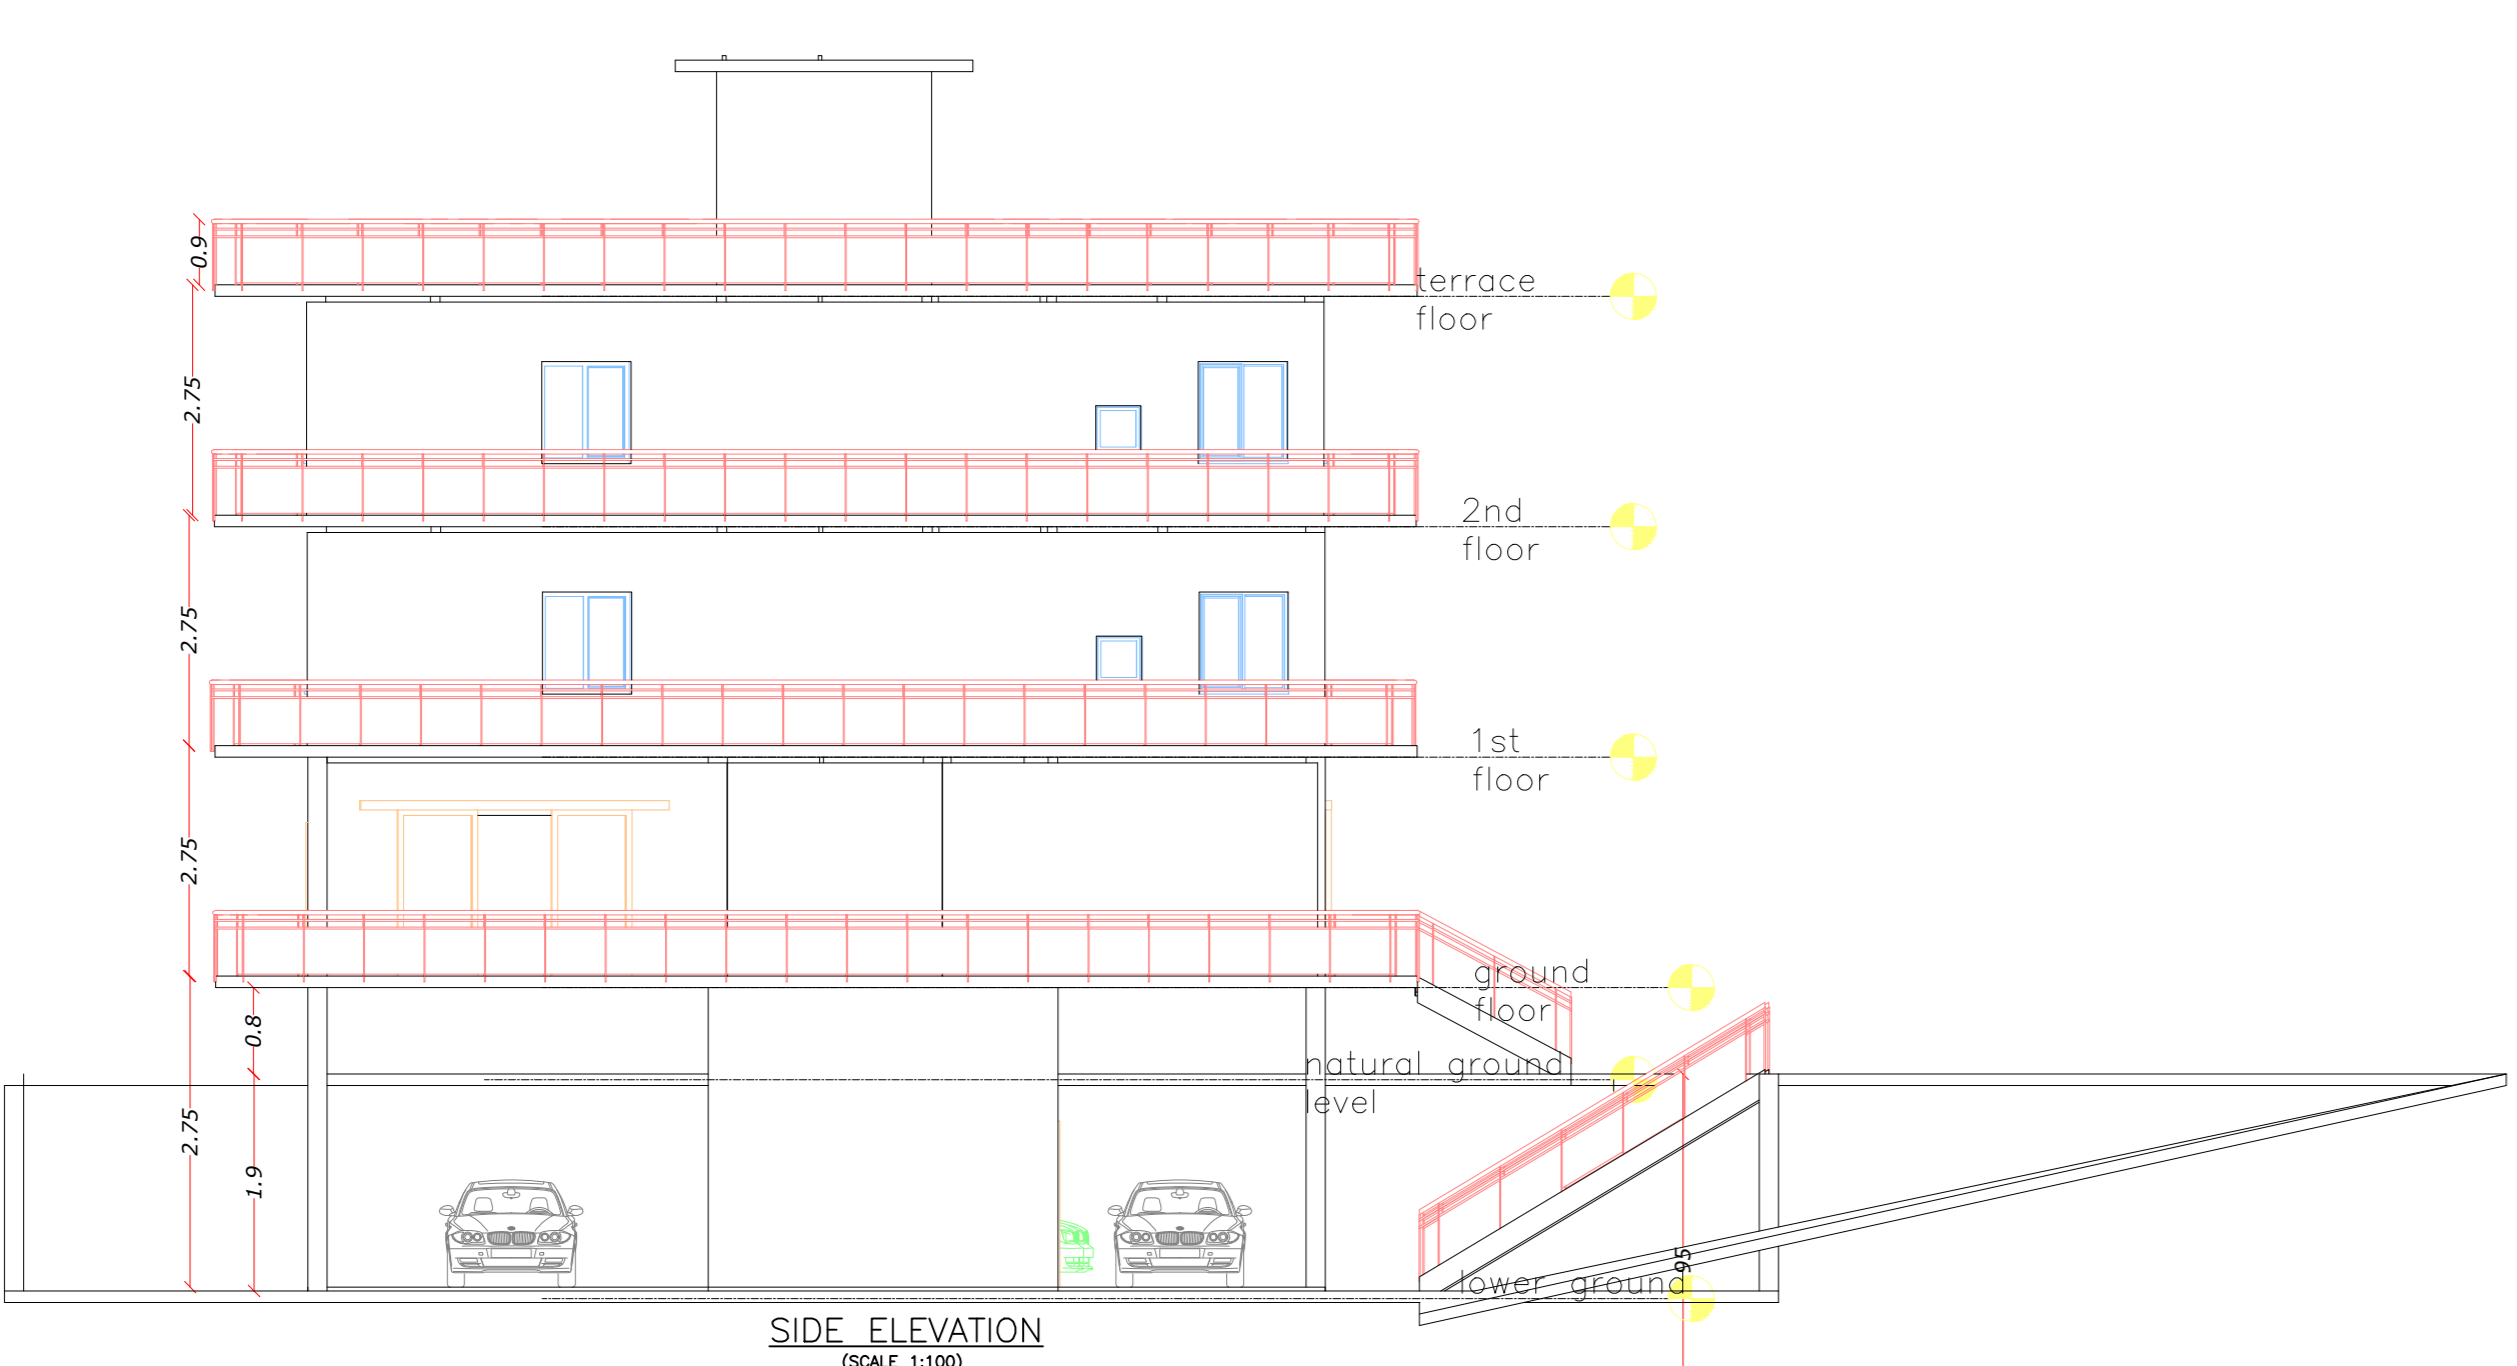 0.9
terrace
floor
2.75
2nd
floor
2.75
1st
floor
2.75
ground
floor
0.8
natural ground
level
2.75
1.9
95
lower ground
SIDE ELEVATION
(SCALE 1:100)